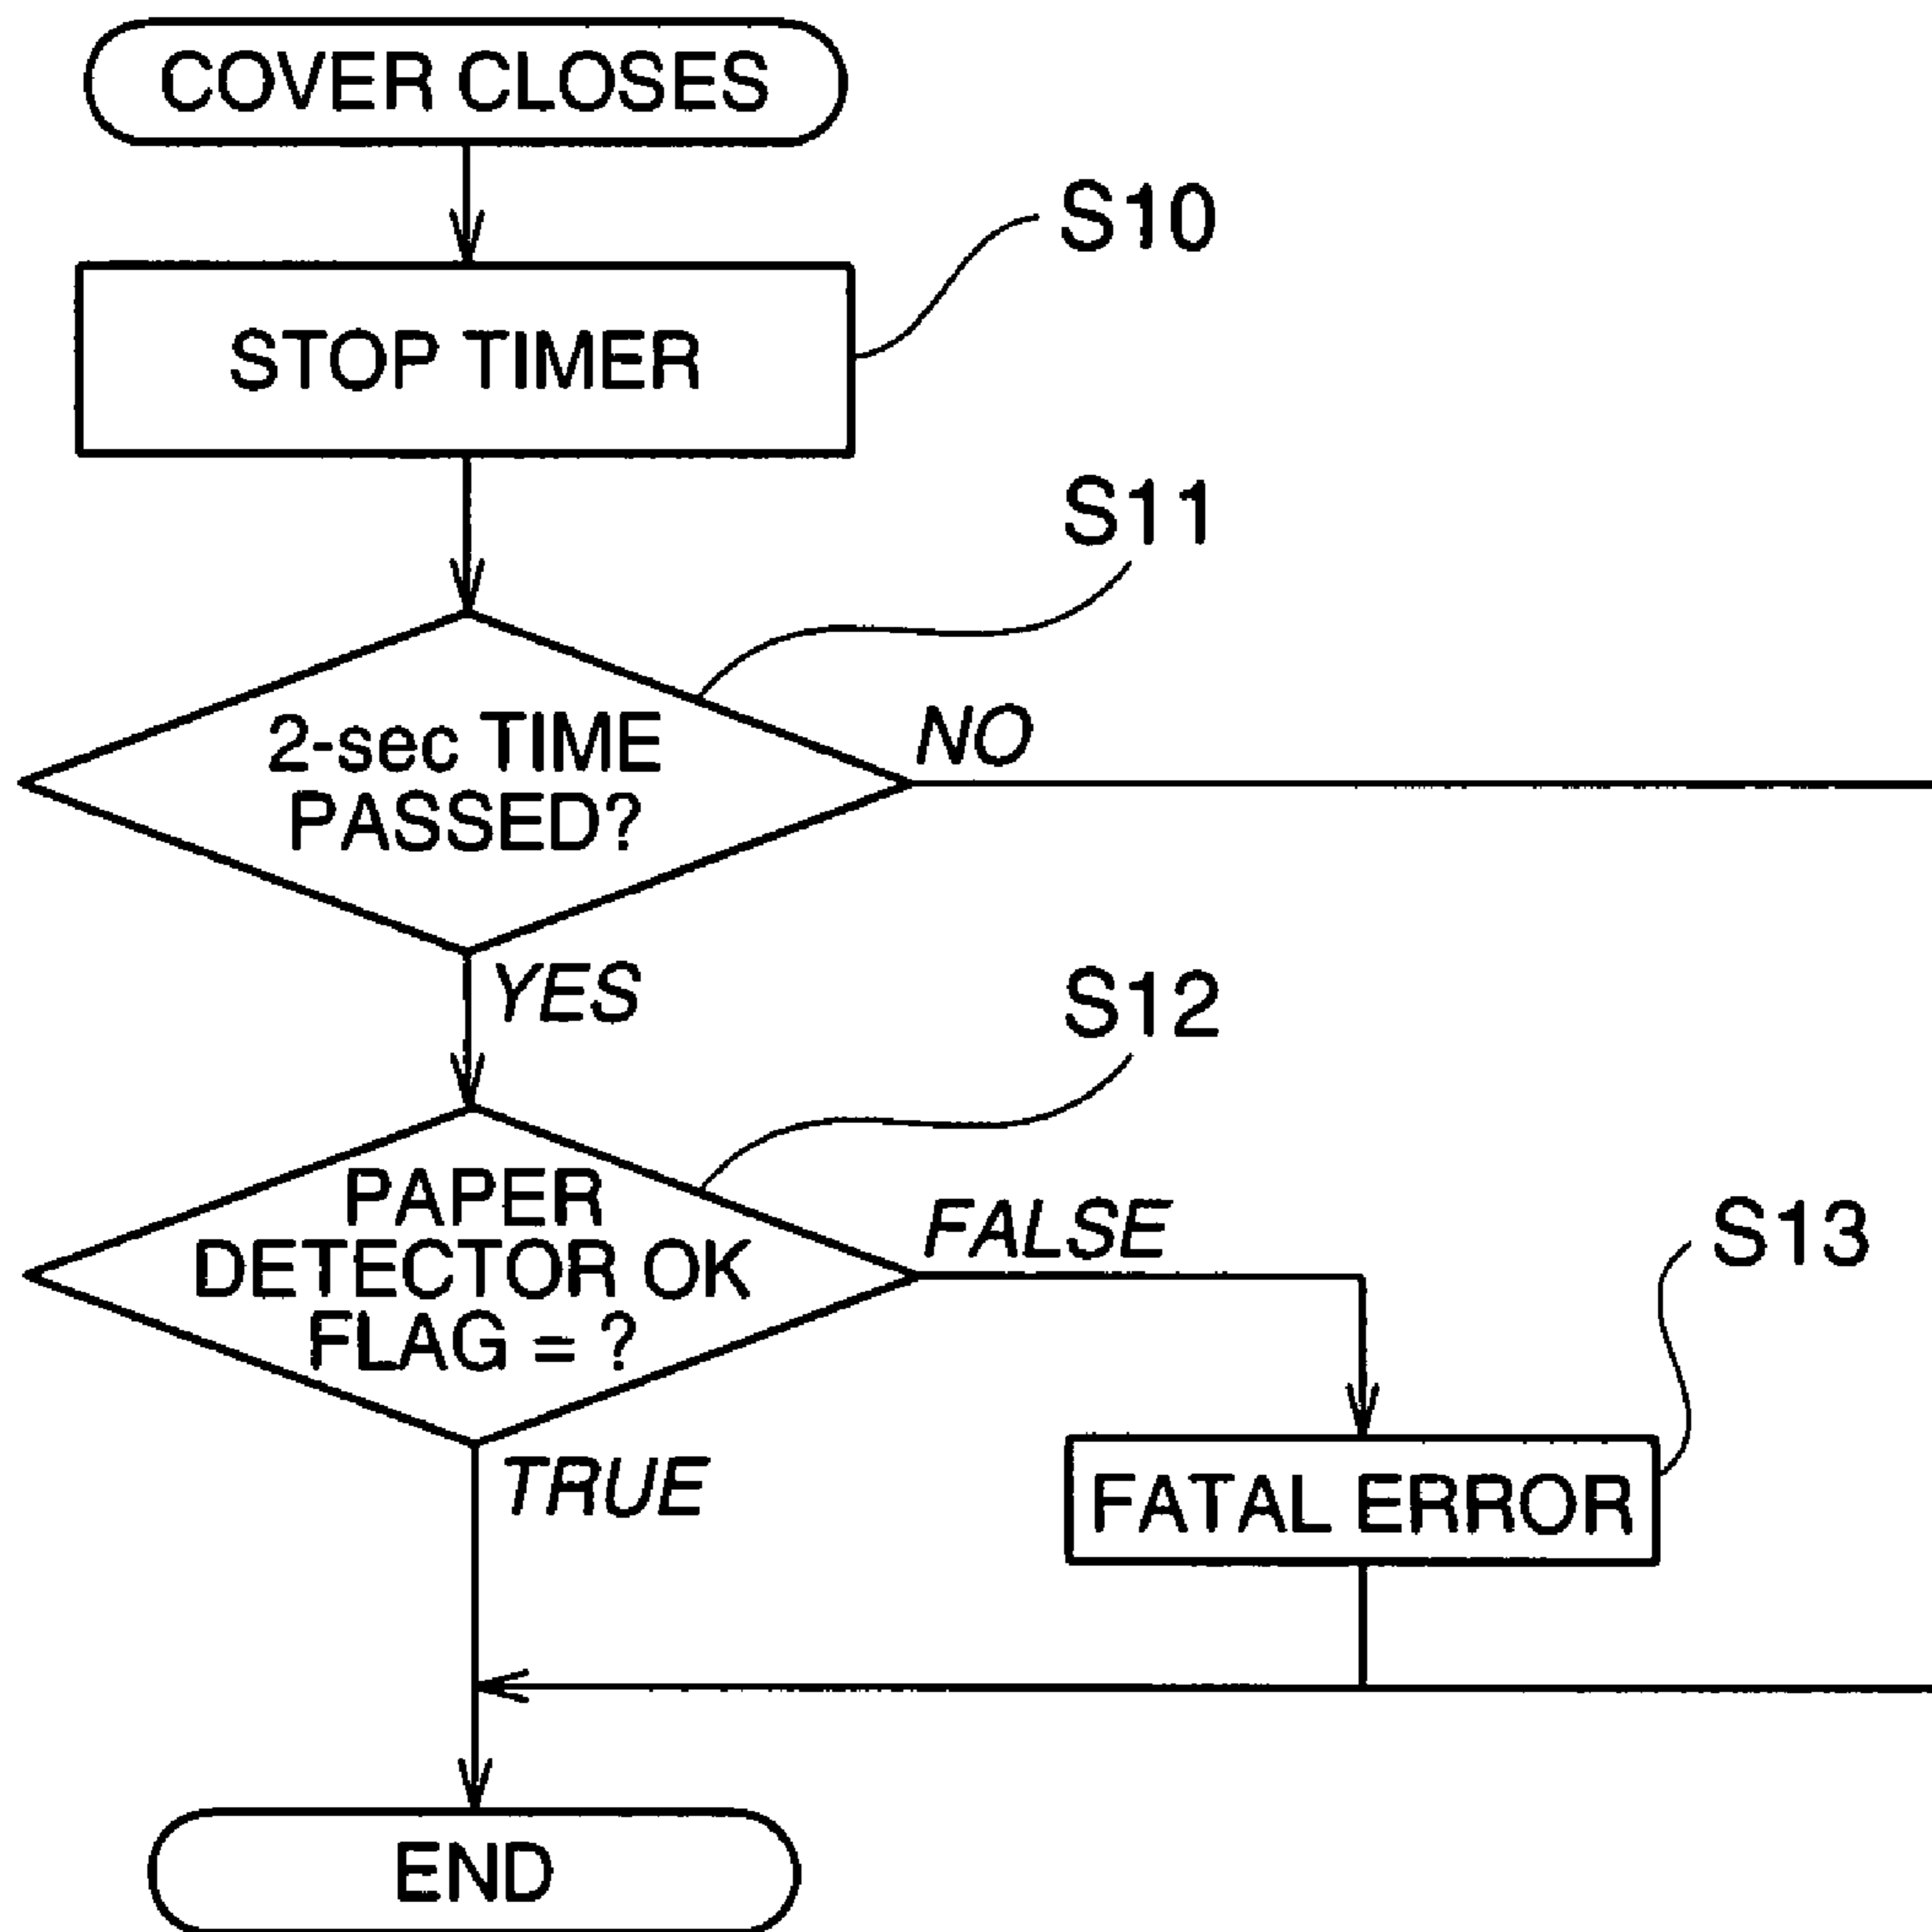 COVER CLOSES
S10
STOP TIMER
S11
2-sec TIME
PASSED?
NO
YES
S12
PAPER
DETECTOR OK
FLAG = ?
FALSE
S13
TRUE
FATAL ERROR
END